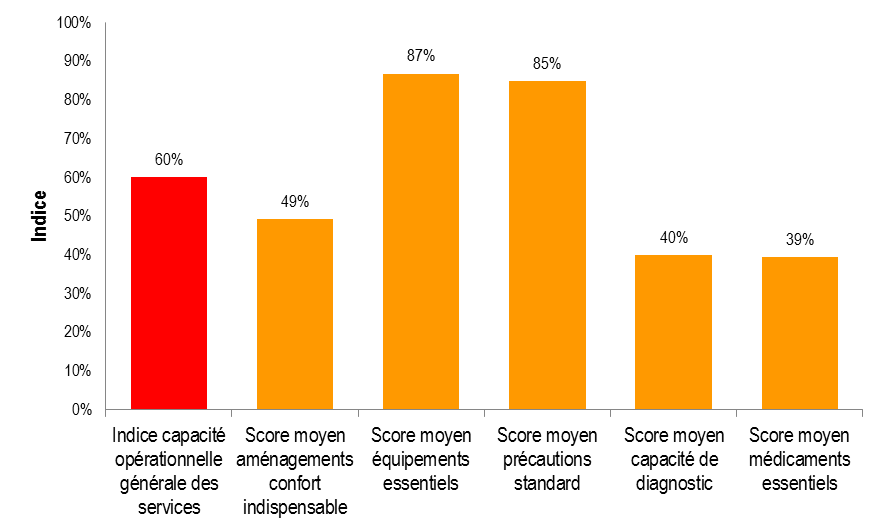 100%
90%
80%
70%
60%
50%
40%
30%
20%
10%
0%
Indice
60%
49%
87%
85%
40%
39%
Indice capacité
opérationnelle
générale des
services
Score moyen
aménagements
confort
indispensable
Score moyen
équipements
essentiels
Score moyen
précautions
standard
Score moyen
capacité de
diagnostic
Score moyen
médicaments
essentiels